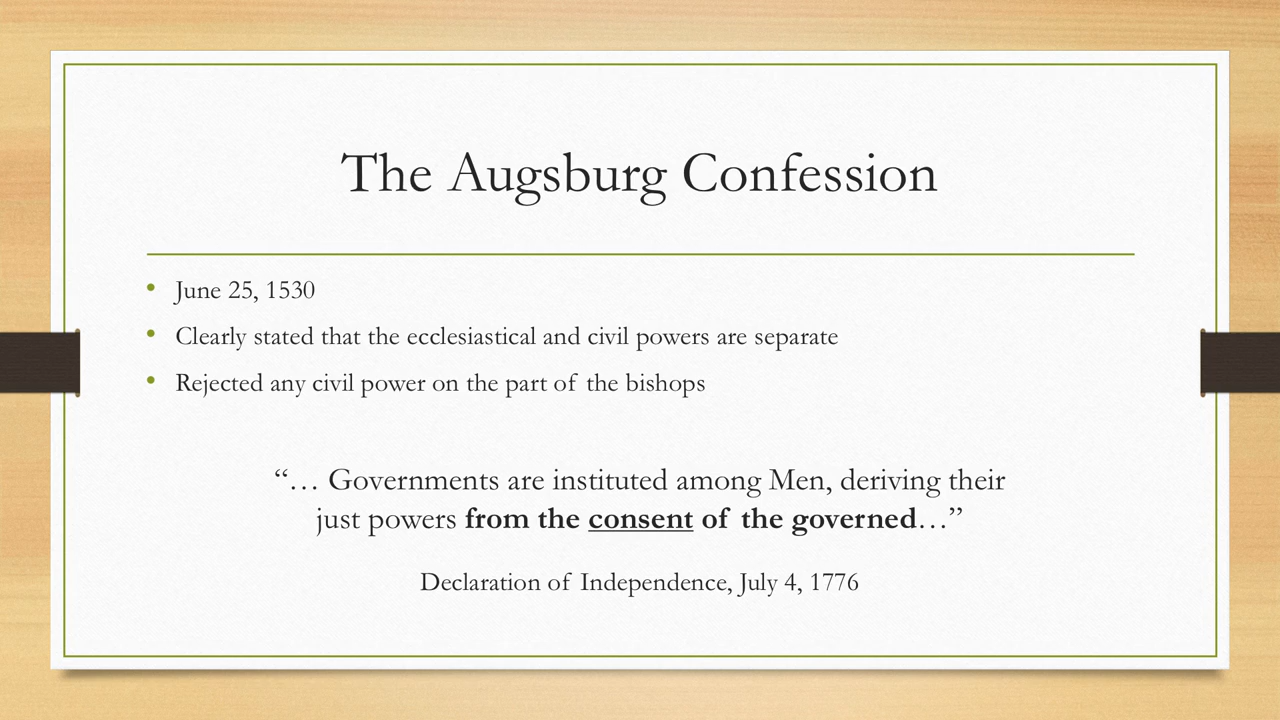 The Augsburg Confession
• June 25, 1530
• Clearly stated that the ecclesiastical and civil powers are separate
• Rejected any civil power on the part of the bishops
“… Governments are instituted among Men, deriving their
just powers from the consent of the governed…”
Declaration of Independence, July 4, 1776